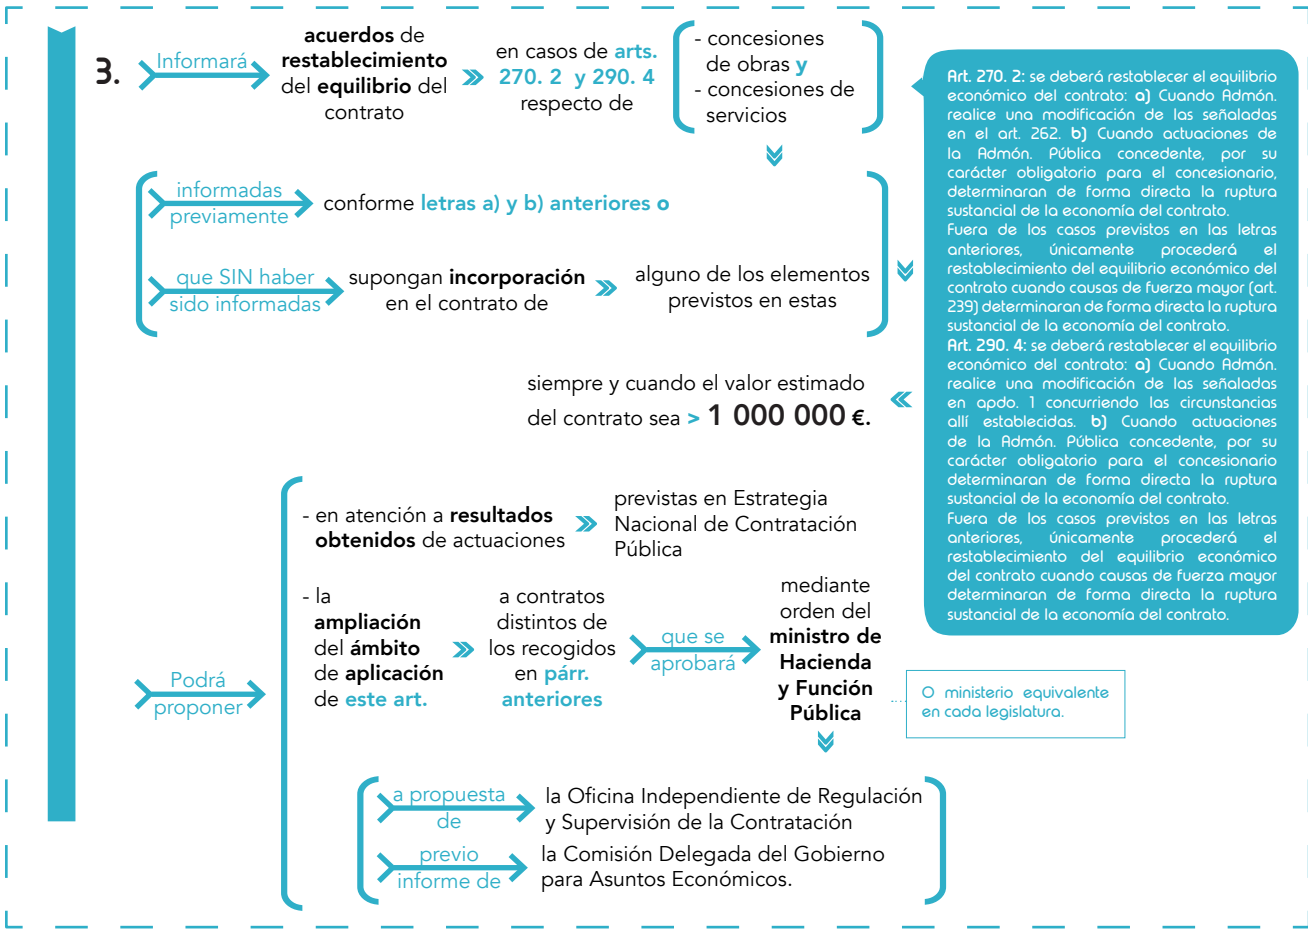 3.
Informará
acuerdos de
restablecimiento
del equilibrio del
contrato
en casos de arts.
270. 2 y 290. 4
respecto de
- concesiones
de obras y
- concesiones de
servicios
informadas
previamente
conforme letras a) y b) anteriores o
que SIN haber
sido informadas
supongan incorporación
en el contrato de
alguno de los elementos
previstos en estas
siempre y cuando el valor estimado
del contrato sea > 1 000 000 €.
Art. 270. 2: se deberá restablecer el equilibrio
económico del contrato: a) Cuando Admón.
realice una modificación de las señaladas
en el art. 262. b) Cuando actuaciones de
la Admón. Pública concedente, por su
carácter obligatorio para el concesionario,
determinaran de forma directa la ruptura
sustancial de la economía del contrato.
Fuera de los casos previstos en las letras
anteriores, únicamente procederá el
restablecimiento del equilibrio económico del
contrato cuando causas de fuerza mayor (art.
239) determinaran de forma directa la ruptura
sustancial de la economía del contrato.
Art. 290. 4: se deberá restablecer el equilibrio
económico del contrato: a) Cuando Admón.
realice una modificación de las señaladas
en apdo. 1 concurriendo las circunstancias
allí establecidas. b) Cuando actuaciones
de la Admón. Pública concedente, por su
carácter obligatorio para el concesionario
determinaran de forma directa la ruptura
sustancial de la economía del contrato.
Fuera de los casos previstos en las letras
anteriores, únicamente procederá el
restablecimiento del equilibrio económico
del contrato cuando causas de fuerza mayor
determinaran de forma directa la ruptura
sustancial de la economía del contrato.
Podrá
proponer
- en atención a resultados
obtenidos de actuaciones
previstas en Estrategia
Nacional de Contratación
Pública
- la
ampliación
del ámbito
de aplicación
de este art.
a contratos
distintos de
los recogidos
en párr.
anteriores
que se
aprobará
mediante
orden del
ministro de
Hacienda
y Función
Pública
O ministerio equivalente
en cada legislatura.
a propuesta
de
la Oficina Independiente de Regulación
y Supervisión de la Contratación
previo
informe de
la Comisión Delegada del Gobierno
para Asuntos Económicos.